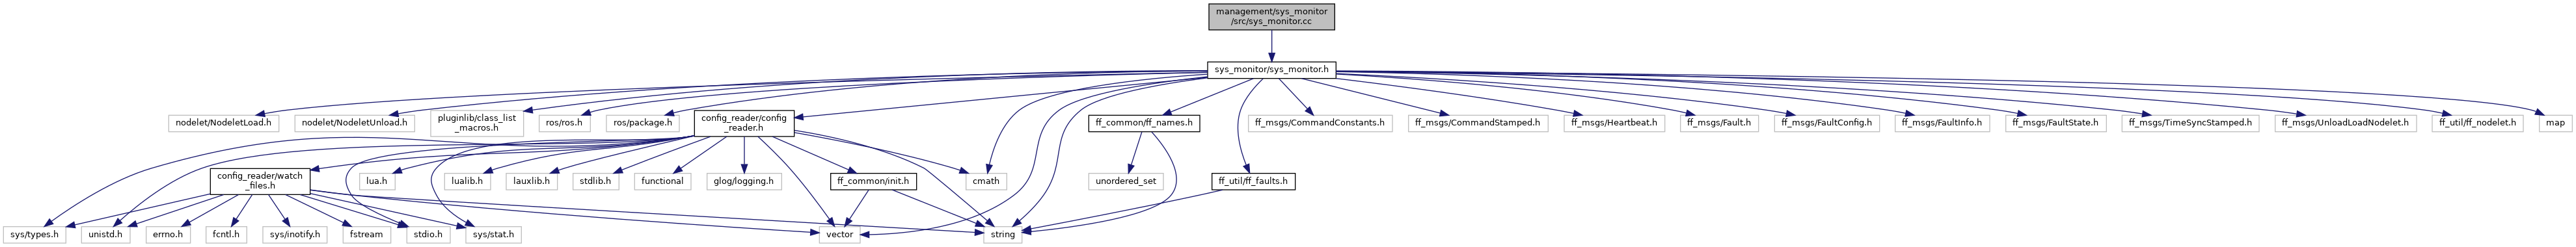 management/sys_monitor
/src/sys_monitor.cc
sys_monitor/sys_monitor.h
nodelet/NodeletLoad.h
nodelet/NodeletUnload.h
pluginlib/class_list
_macros.h
ros/ros.h
ros/package.h
config_reader/config
_reader.h
ff_common/ff_names.h
ff_msgs/CommandConstants.h
ff_msgs/CommandStamped.h
ff_msgs/Heartbeat.h
ff_msgs/Fault.h
ff_msgs/FaultConfig.h
ff_msgs/FaultInfo.h
ff_msgs/FaultState.h
ff_msgs/TimeSyncStamped.h
ff_msgs/UnloadLoadNodelet.h
ff_util/ff_nodelet.h
map
config_reader/watch
_files.h
lua.h
lualib.h
lauxlib.h
stdlib.h
functional
glog/logging.h
ff_common/init.h
cmath
unordered_set
ff_util/ff_faults.h
sys/types.h
unistd.h
errno.h
fcntl.h
sys/inotify.h
fstream
stdio.h
sys/stat.h
vector
string